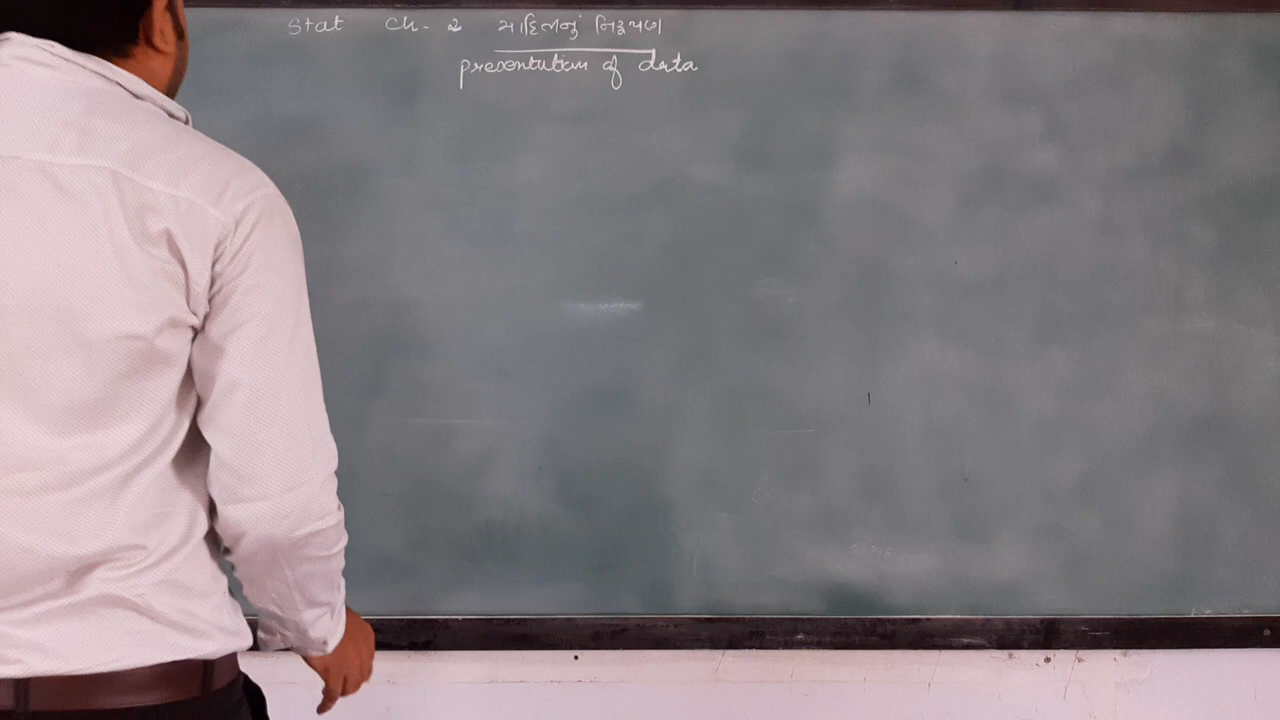 Stat Ch-2 માહિતીનું નિરૂપણ
presentation of data